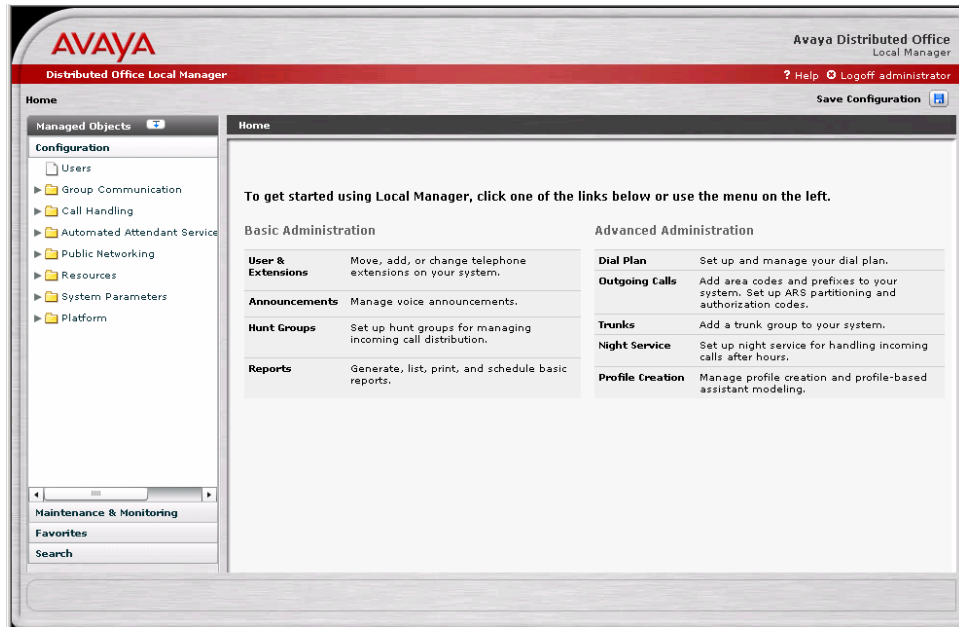 AVAYA
Avaya Distributed Office
Local Manager
Distributed Office Local Manager
? Help Logoff administrator
Home
Save Configuration
Managed Objects
Configuration
Users
Group Communication
Call Handling
Automated Attendant Service
Public Networking
Resources
System Parameters
Platform
Maintenance & Monitoring
Favorites
Search
Home
To get started using Local Manager, click one of the links below or use the menu on the left.
Basic Administration
User &
Extensions
Move, add, or change telephone
extensions on your system.
Announcements
Manage voice announcements.
Hunt Groups
Set up hunt groups for managing
incoming call distribution.
Reports
Generate, list, print, and schedule basic
reports.
Advanced Administration
Dial Plan
Set up and manage your dial plan.
Outgoing Calls
Add area codes and prefixes to your
system. Set up ARS partitioning and
authorization codes.
Trunks
Add a trunk group to your system.
Night Service
Set up night service for handling incoming
calls after hours.
Profile Creation
Manage profile creation and profile-based
assistant modeling.